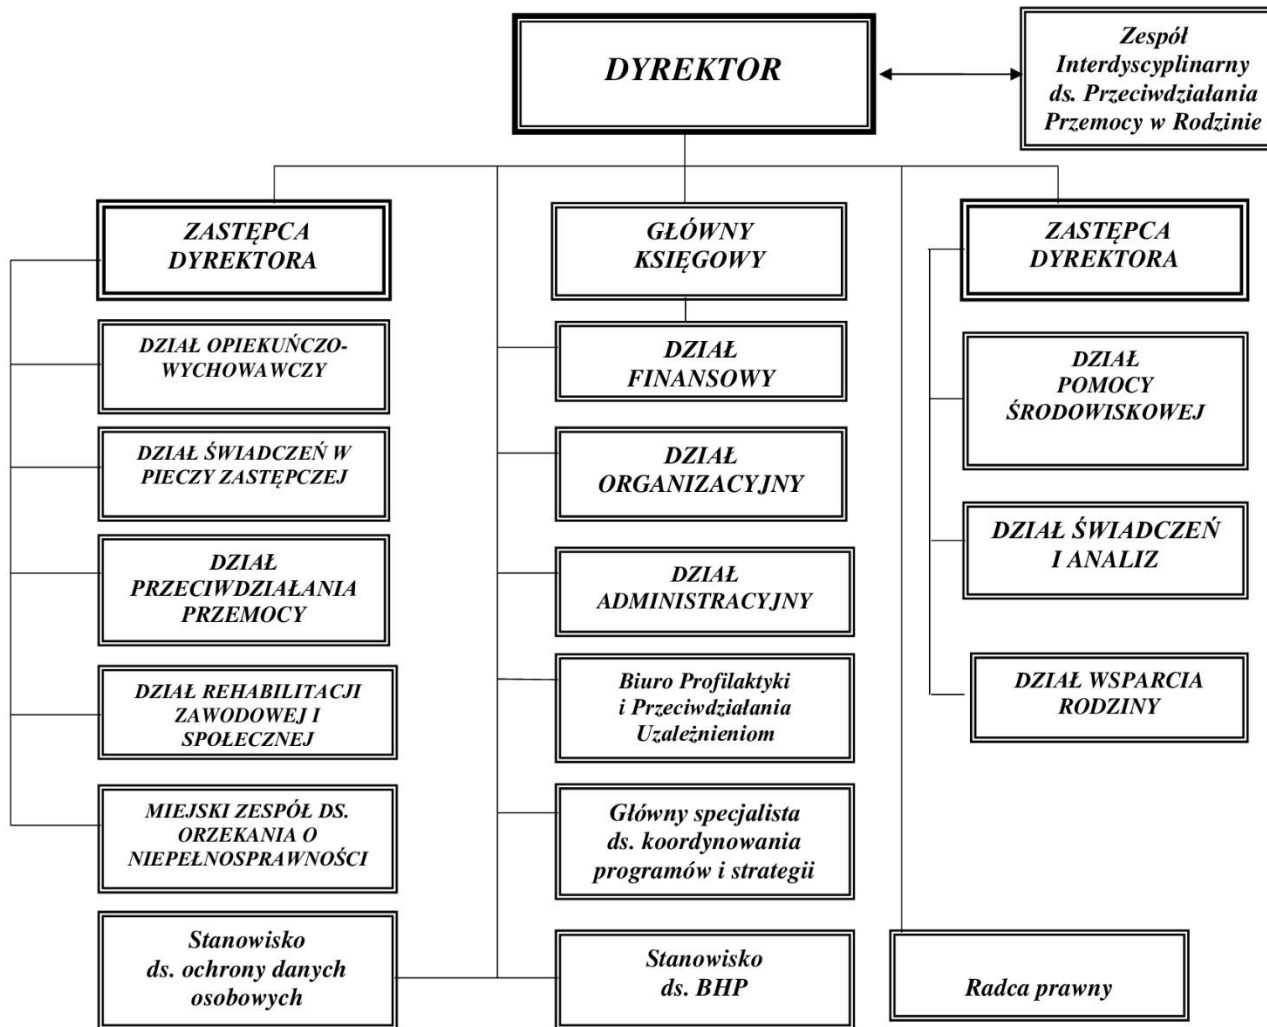 DYREKTOR
Zespół
Interdyscyplinarny
ds. Przeciwdziałania
Przemocy w Rodzinie
ZASTĘPCA
DYREKTORA
GŁÓWNY
KSIĘGOWY
ZASTĘPCA
DYREKTORA
DZIAŁ OPIEKUŃCZO-
WYCHOWAWCZY
DZIAŁ ŚWIADCZEŃ W
PIECZY ZASTĘPCZEJ
DZIAŁ
PRZECIWDZIAŁANIA
PRZEMOCY
DZIAŁ REHABILITACJI
ZAWODOWEJ I
SPOŁECZNEJ
MIEJSKI ZESPÓŁ DS.
ORZEKANIA O
NIEPEŁNOSPRAWNOŚCI
Stanowisko
ds. ochrony danych
osobowych
DZIAŁ
FINANSOWY
DZIAŁ
ORGANIZACYJNY
DZIAŁ
ADMINISTRACYJNY
Biuro Profilaktyki
i Przeciwdziałania
Uzależnieniom
Główny specjalista
ds. koordynowania
programów i strategii
Stanowisko
ds. BHP
DZIAŁ
POMOCY
ŚRODOWISKOWEJ
DZIAŁ ŚWIADCZEŃ
I ANALIZ
DZIAŁ WSPARCIA
RODZINY
Radca prawny